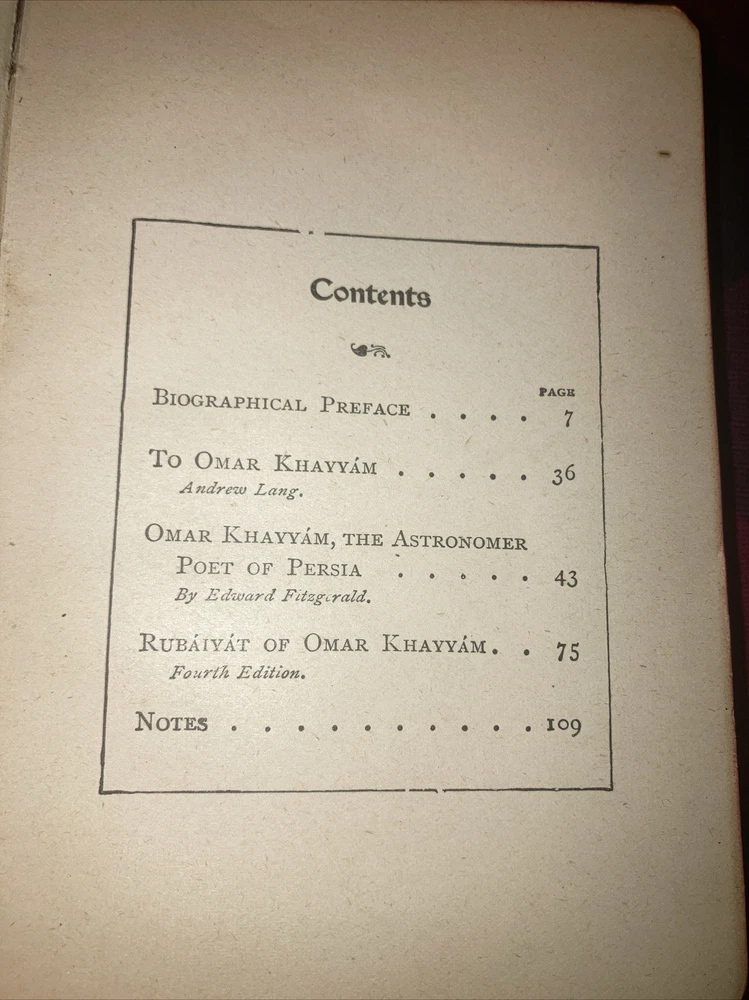 Contents
PAGE
BIOGRAPHICAL PREFACE . . . . 7
TO OMAR KHAYYÁM . . . . . 36
Andrew Lang.
OMAR KHAYYÁM, THE ASTRONOMER
POET OF PERSIA . . . . . 43
By Edward Fitzgerald.
RUBÁIYÁT OF OMAR KHAYYÁM. . 75
Fourth Edition.
NOTES . . . . . . . . . . 109